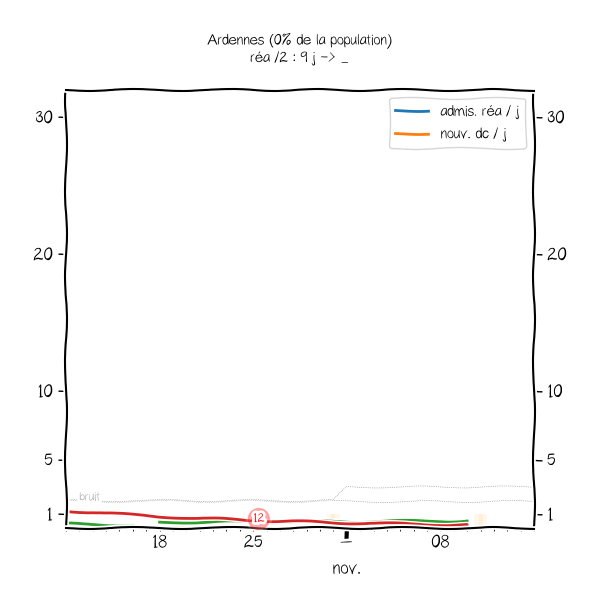 Ardennes (0% de la population)
réa /2 : 9 j -> _
admis. réa / j
nouv. dc / j
30
30
20
20
10
10
5
5
bruit
1
12
1
18
25
08
nov.